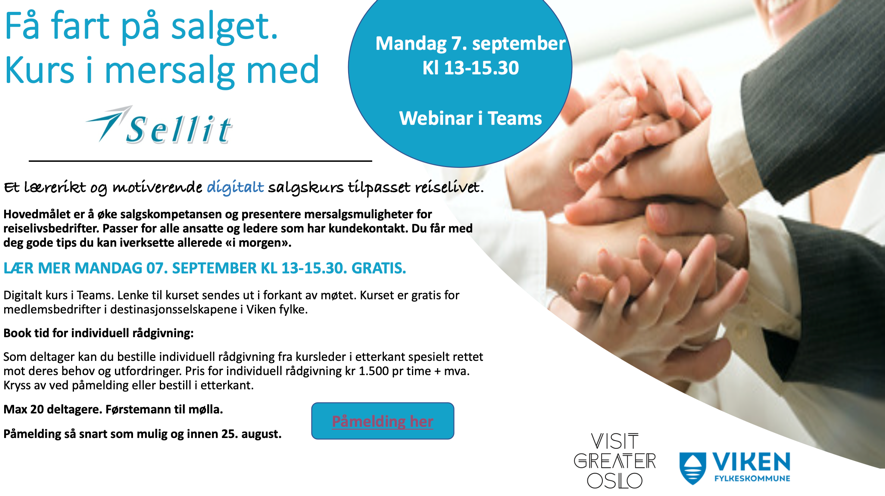 Få fart på salget.
Kurs i mersalg med
Sellit
Mandag 7. september
Kl 13-15.30
Webinar i Teams
Et lærerikt og motiverende digitalt salgskurs tilpasset reiselivet.
Hovedmålet er å øke salgskompetansen og presentere mersalgsmuligheter for
reiselivsbedrifter. Passer for alle ansatte og ledere som har kundekontakt. Du får med
deg gode tips du kan iverksette allerede «i morgen».
LÆR MER MANDAG 07. SEPTEMBER KL 13-15.30. GRATIS.
Digitalt kurs i Teams. Lenke til kurset sendes ut i forkant av møtet. Kurset er gratis for
medlemsbedrifter i destinasjonsselskapene i Viken fylke.
Book tid for individuell rådgivning:
Som deltager kan du bestille individuell rådgivning fra kursleder i etterkant spesielt rettet
mot deres behov og utfordringer. Pris for individuell rådgivning kr 1.500 pr time + mva.
Kryss av ved påmelding eller bestill i etterkant.
Max 20 deltagere. Førstemann til mølla.
Påmelding så snart som mulig og innen 25. august.
Påmelding her
VISIT
GREATER
OSLO
VIKEN
FYLKESKOMMUNE